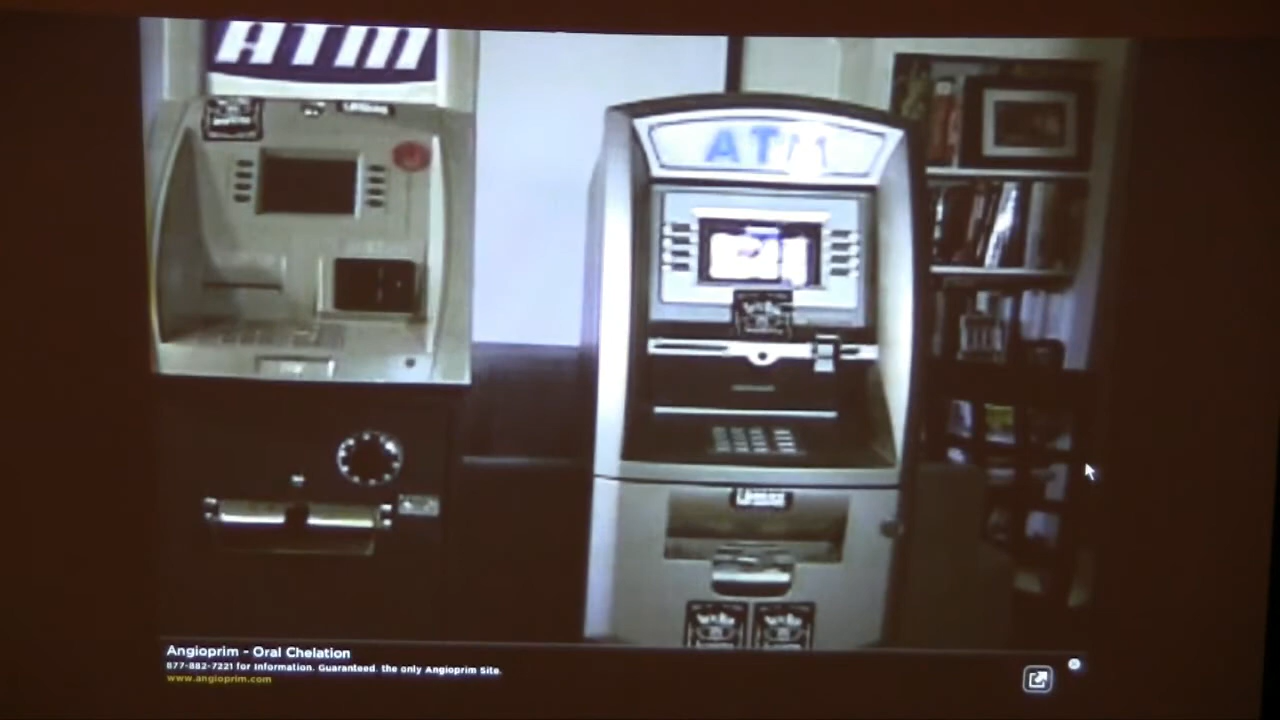 ATM
ATM
Angioprim - Oral Chelation
877-882-7221 for Information. Guaranteed. the only Angioprim Site.
www.angioprim.com